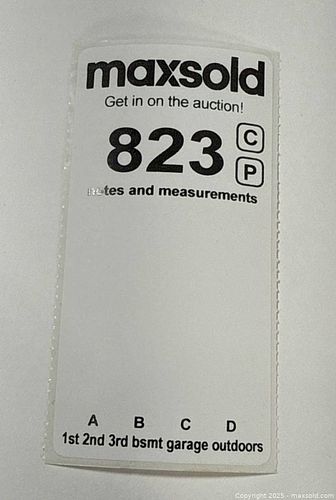 maxsold
Get in on the auction!
823 C
P
notes and measurements
A B C D
1st 2nd 3rd bsmt garage outdoors
Copyright © 2025 - maxsold.com